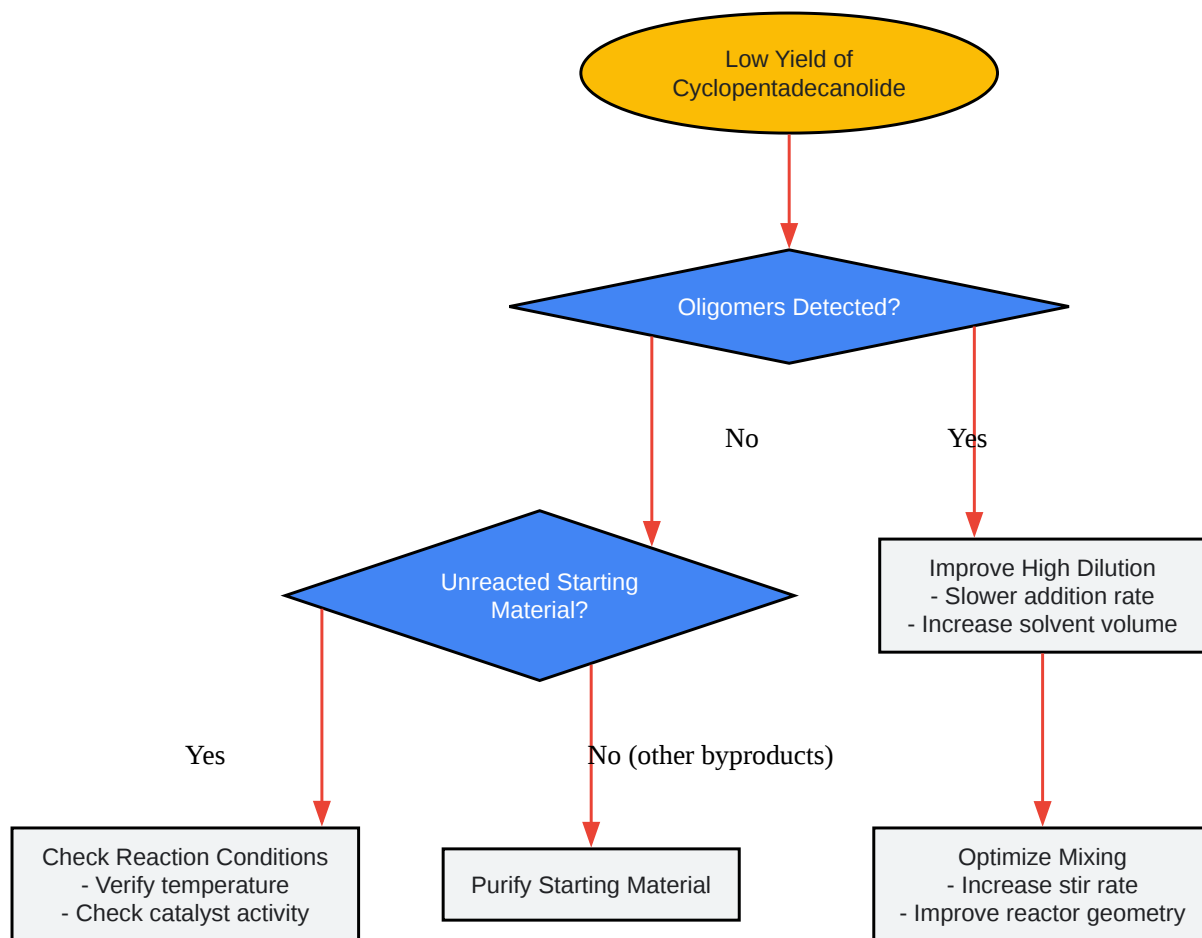 Low Yield of
Cyclopentadecanolide
Oligomers Detected?
No
Yes
Unreacted Starting
Material?
Improve High Dilution
- Slower addition rate
- Increase solvent volume
Yes
No (other byproducts)
Check Reaction Conditions
- Verify temperature
- Check catalyst activity
Purify Starting Material
Optimize Mixing
- Increase stir rate
- Improve reactor geometry